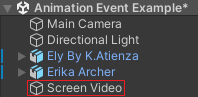 Animation Event Example*
Main Camera
Directional Light
Ely By K.Atienza
Erika Archer
Screen Video